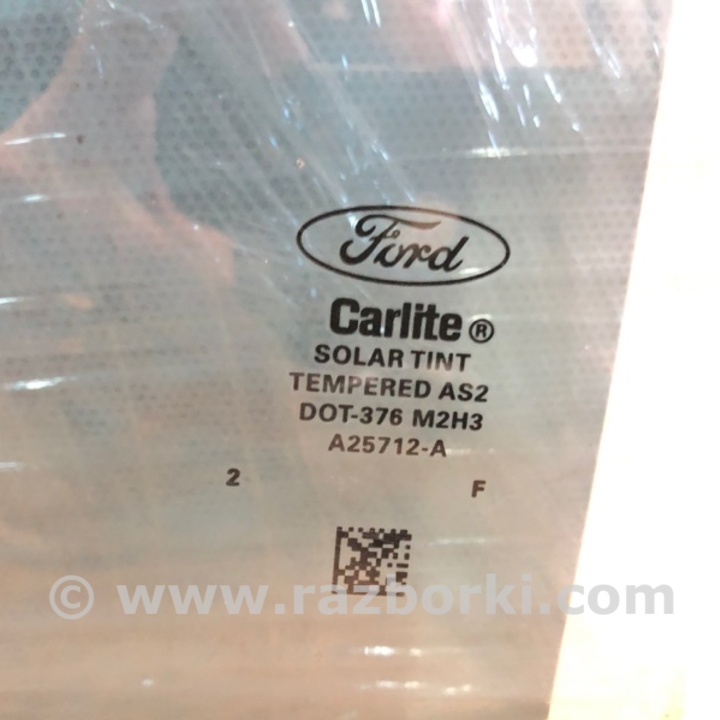 Ford
Carlite®
SOLAR TINT
TEMPERED AS2
DOT-376 M2H3
A25712-A
2 F
© www.razborki.com